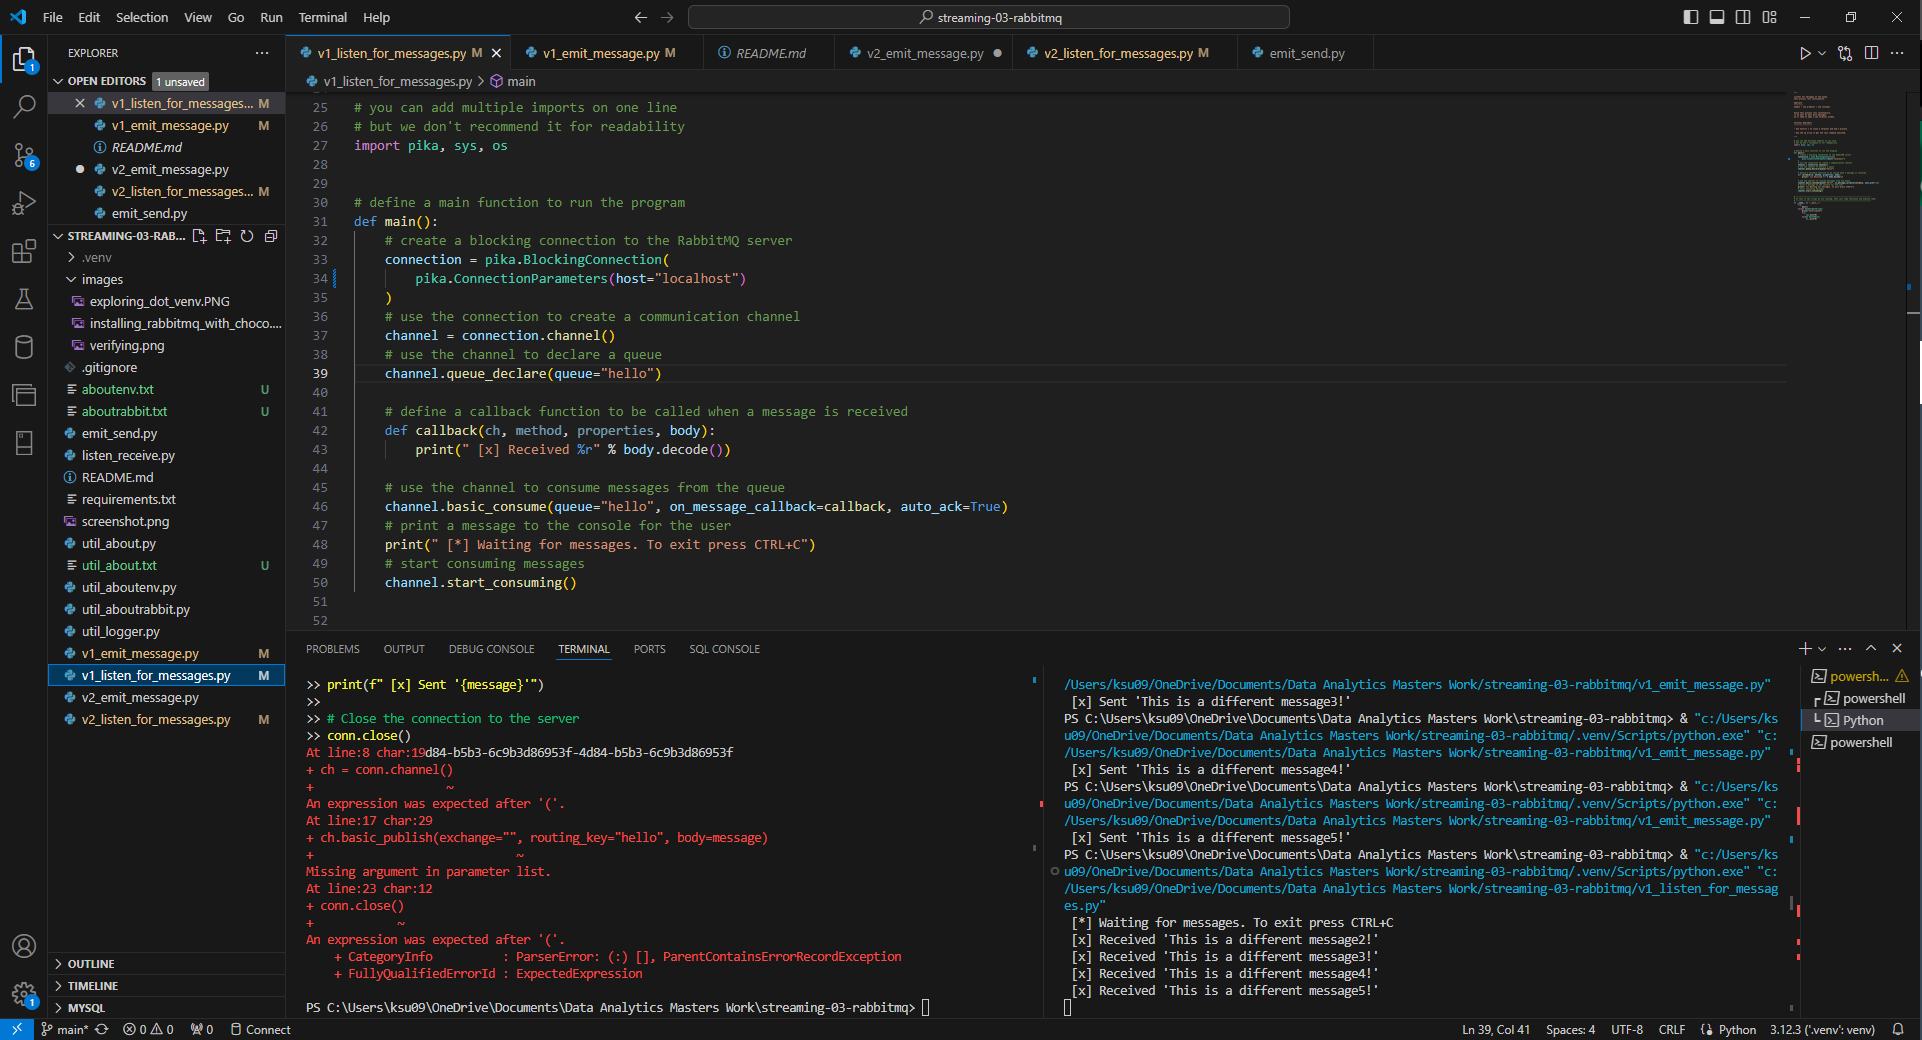 File Edit Selection View Go Run Terminal Help
streaming-03-rabbitmq
EXPLORER
OPEN EDITORS 1 unsaved
v1_listen_for_messages... M
v1_emit_message.py M
README.md
v2_emit_message.py
v2_listen_for_messages... M
emit_send.py
STREAMING-03-RAB...
.venv
images
exploring_dot_venv.PNG
installing_rabbitmq_with_choco....
verifying.png
.gitignore
aboutenv.txt U
aboutrabbit.txt U
emit_send.py
listen_receive.py
README.md
requirements.txt
screenshot.png
util_about.py
util_about.txt U
util_aboutenv.py
util_aboutrabbit.py
util_logger.py
v1_emit_message.py M
v1_listen_for_messages.py M
v2_emit_message.py
v2_listen_for_messages.py M
OUTLINE
TIMELINE
MYSQL
1
6
1
v1_listen_for_messages.py M v1_emit_message.py M README.md v2_emit_message.py v2_listen_for_messages.py M emit_send.py
v1_listen_for_messages.py > main
25 # you can add multiple imports on one line
26 # but we don't recommend it for readability
27 import pika, sys, os
28
29
30 # define a main function to run the program
31 def main():
32 # create a blocking connection to the RabbitMQ server
33 connection = pika.BlockingConnection(
34 pika.ConnectionParameters(host="localhost")
35 )
36 # use the connection to create a communication channel
37 channel = connection.channel()
38 # use the channel to declare a queue
39 channel.queue_declare(queue="hello")
40
41 # define a callback function to be called when a message is received
42 def callback(ch, method, properties, body):
43 print(" [x] Received %r" % body.decode())
44
45 # use the channel to consume messages from the queue
46 channel.basic_consume(queue="hello", on_message_callback=callback, auto_ack=True)
47 # print a message to the console for the user
48 print(" [*] Waiting for messages. To exit press CTRL+C")
49 # start consuming messages
50 channel.start_consuming()
51
52
PROBLEMS OUTPUT DEBUG CONSOLE TERMINAL PORTS SQL CONSOLE
>> print(f" [x] Sent '{message}'")
>>
>> # Close the connection to the server
>> conn.close()
At line:8 char:19d84-b5b3-6c9b3d86953f-4d84-b5b3-6c9b3d86953f
+ ch = conn.channel()
+ ~
An expression was expected after '('.
At line:17 char:29
+ ch.basic_publish(exchange="", routing_key="hello", body=message)
+ ~
Missing argument in parameter list.
At line:23 char:12
+ conn.close()
+ ~
An expression was expected after '('.
+ CategoryInfo : ParserError: (:) [], ParentContainsErrorRecordException
+ FullyQualifiedErrorId : ExpectedExpression
PS C:\Users\ksu09\OneDrive\Documents\Data Analytics Masters Work\streaming-03-rabbitmq>
/Users/ksu09/OneDrive/Documents/Data Analytics Masters Work/streaming-03-rabbitmq/v1_emit_message.py"
[x] Sent 'This is a different message3!'
PS C:\Users\ksu09\OneDrive\Documents\Data Analytics Masters Work\streaming-03-rabbitmq> & "c:/Users/ks
u09/OneDrive/Documents/Data Analytics Masters Work/streaming-03-rabbitmq/.venv/Scripts/python.exe" "c:
/Users/ksu09/OneDrive/Documents/Data Analytics Masters Work/streaming-03-rabbitmq/v1_emit_message.py"
[x] Sent 'This is a different message4!'
PS C:\Users\ksu09\OneDrive\Documents\Data Analytics Masters Work\streaming-03-rabbitmq> & "c:/Users/ks
u09/OneDrive/Documents/Data Analytics Masters Work/streaming-03-rabbitmq/.venv/Scripts/python.exe" "c:
/Users/ksu09/OneDrive/Documents/Data Analytics Masters Work/streaming-03-rabbitmq/v1_emit_message.py"
[x] Sent 'This is a different message5!'
PS C:\Users\ksu09\OneDrive\Documents\Data Analytics Masters Work\streaming-03-rabbitmq> & "c:/Users/ks
u09/OneDrive/Documents/Data Analytics Masters Work/streaming-03-rabbitmq/.venv/Scripts/python.exe" "c:
/Users/ksu09/OneDrive/Documents/Data Analytics Masters Work/streaming-03-rabbitmq/v1_listen_for_messag
es.py"
[*] Waiting for messages. To exit press CTRL+C
[x] Received 'This is a different message2!'
[x] Received 'This is a different message3!'
[x] Received 'This is a different message4!'
[x] Received 'This is a different message5!'
powersh...
powershell
Python
powershell
main* 0 0 0 Connect
Ln 39, Col 41 Spaces: 4 UTF-8 CRLF Python 3.12.3 ('.venv': venv)